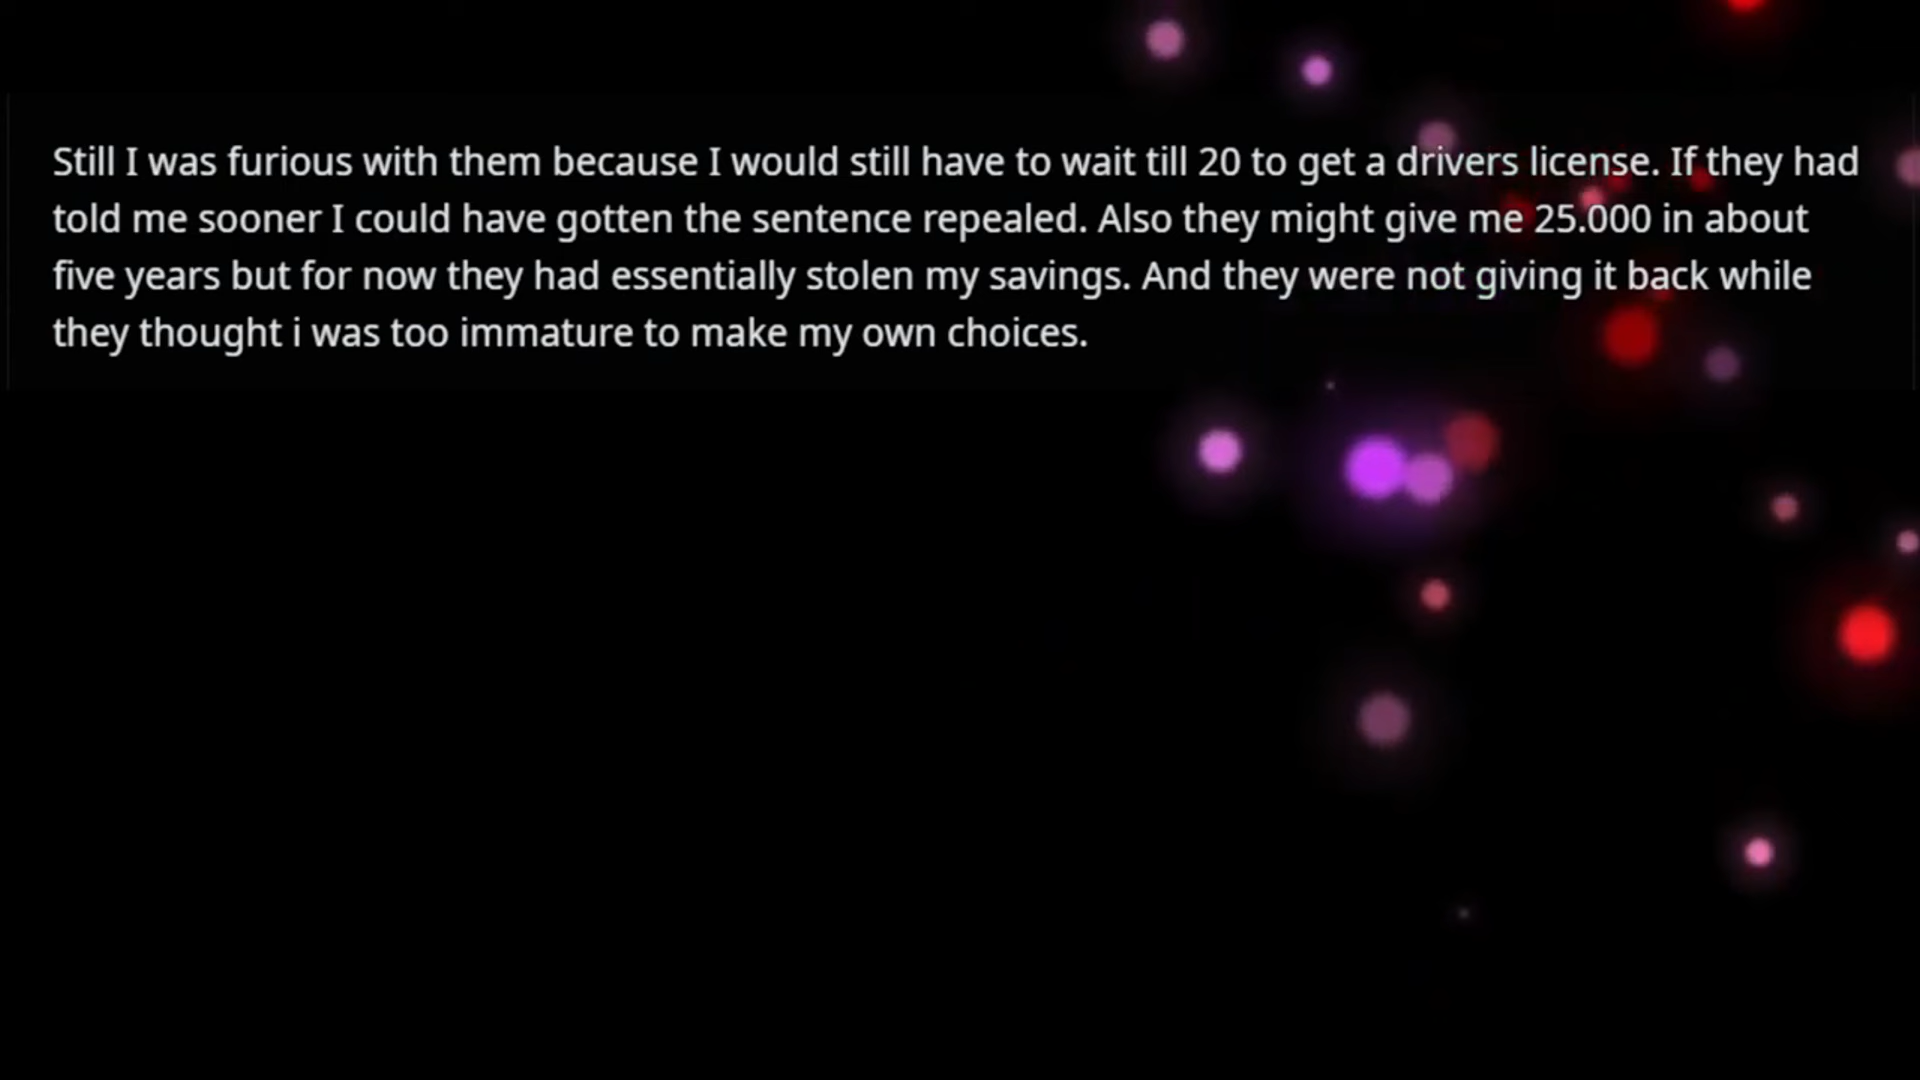 Still I was furious with them because I would still have to wait till 20 to get a drivers license. If they had
told me sooner I could have gotten the sentence repealed. Also they might give me 25.000 in about
five years but for now they had essentially stolen my savings. And they were not giving it back while
they thought i was too immature to make my own choices.